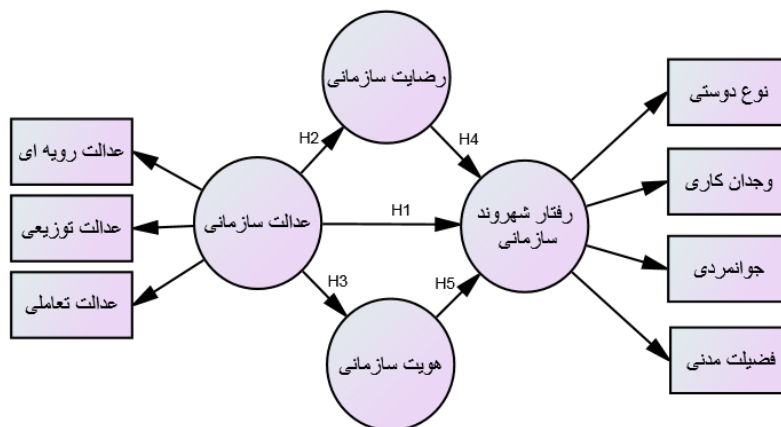 رضایت سازمانی
نوع دوستی
عدالت رویه ای
H2
H4
وجدان کاری
عدالت توزیعی
عدالت سازمانی
H1
رفتار شهروند
سازمانی
جوانمردی
عدالت تعاملی
H3
H5
هویت سازمانی
فضیلت مدنی